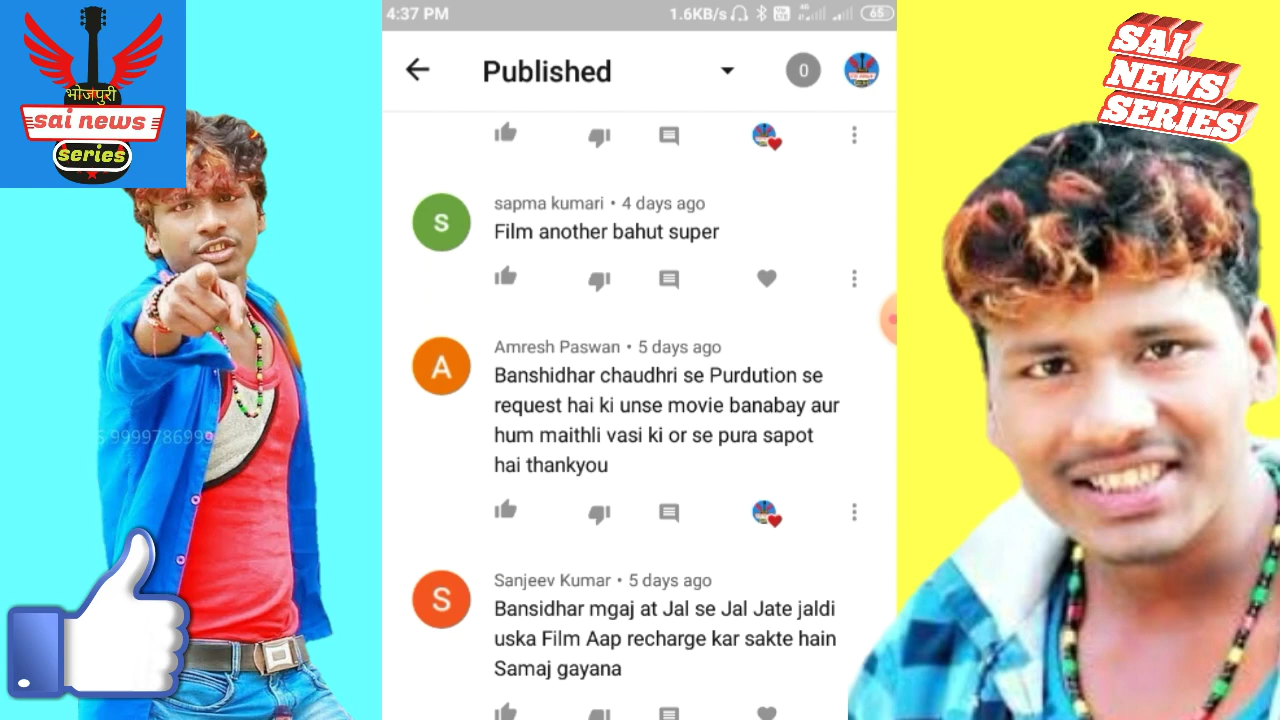 भोजपुरी
sai news
series
9999786999
4:37 PM
1.6KB/s
4G
65
Published
0
S
sapma kumari • 4 days ago
Film another bahut super
A
Amresh Paswan • 5 days ago
Banshidhar chaudhri se Purdution se
request hai ki unse movie banabay aur
hum maithli vasi ki or se pura sapot
hai thankyou
S
Sanjeev Kumar • 5 days ago
Bansidhar mgaj at Jal se Jal Jate jaldi
uska Film Aap recharge kar sakte hain
Samaj gayana
SAI
NEWS
SERIES